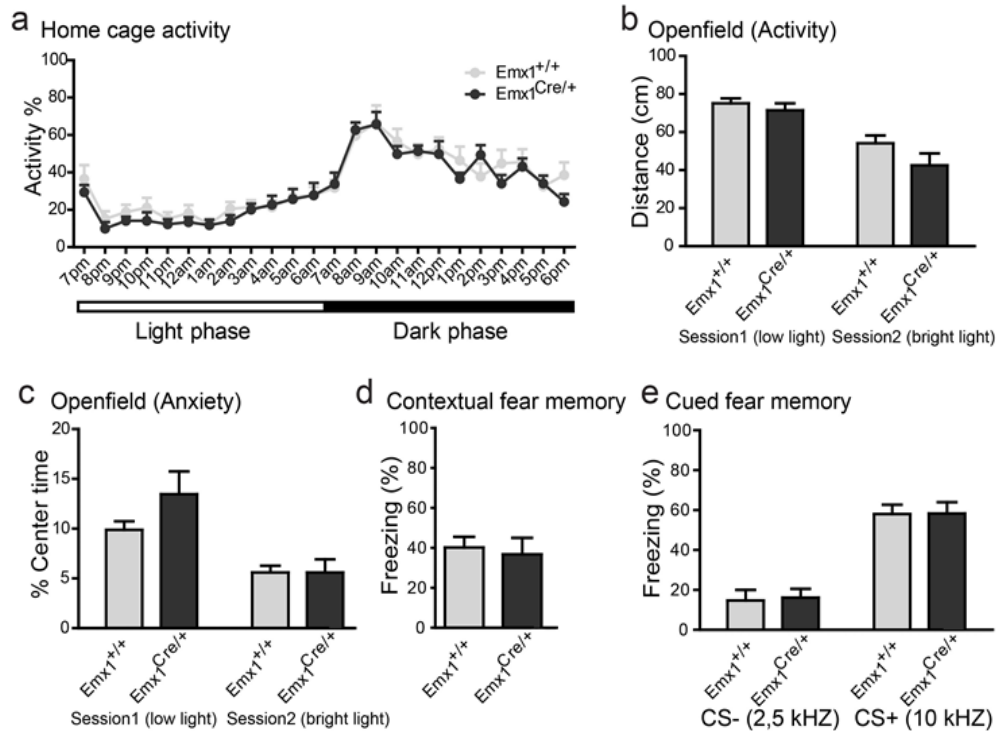 a Home cage activity
100
80
60
40
20
0
Activity %
Emx1+/+
Emx1Cre/+
7pm 8pm 9pm 10pm 11pm 12am 1am 2am 3am 4am 5am 6am 7am 8am 9am 10am 11am 12pm 1pm 2pm 3pm 4pm 5pm 6pm
Light phase Dark phase
b Openfield (Activity)
100
80
60
40
20
0
Distance (cm)
Emx1+/+ Emx1Cre/+ Emx1+/+ Emx1Cre/+
Session1 (low light) Session2 (bright light)
c Openfield (Anxiety)
20
15
10
5
0
% Center time
Emx1+/+ Emx1Cre/+ Emx1+/+ Emx1Cre/+
Session1 (low light) Session2 (bright light)
d Contextual fear memory
100
80
60
40
20
0
Freezing (%)
Emx1+/+ Emx1Cre/+
e Cued fear memory
100
80
60
40
20
0
Freezing (%)
Emx1+/+ Emx1Cre/+ Emx1+/+ Emx1Cre/+
CS- (2,5 kHZ) CS+ (10 kHZ)